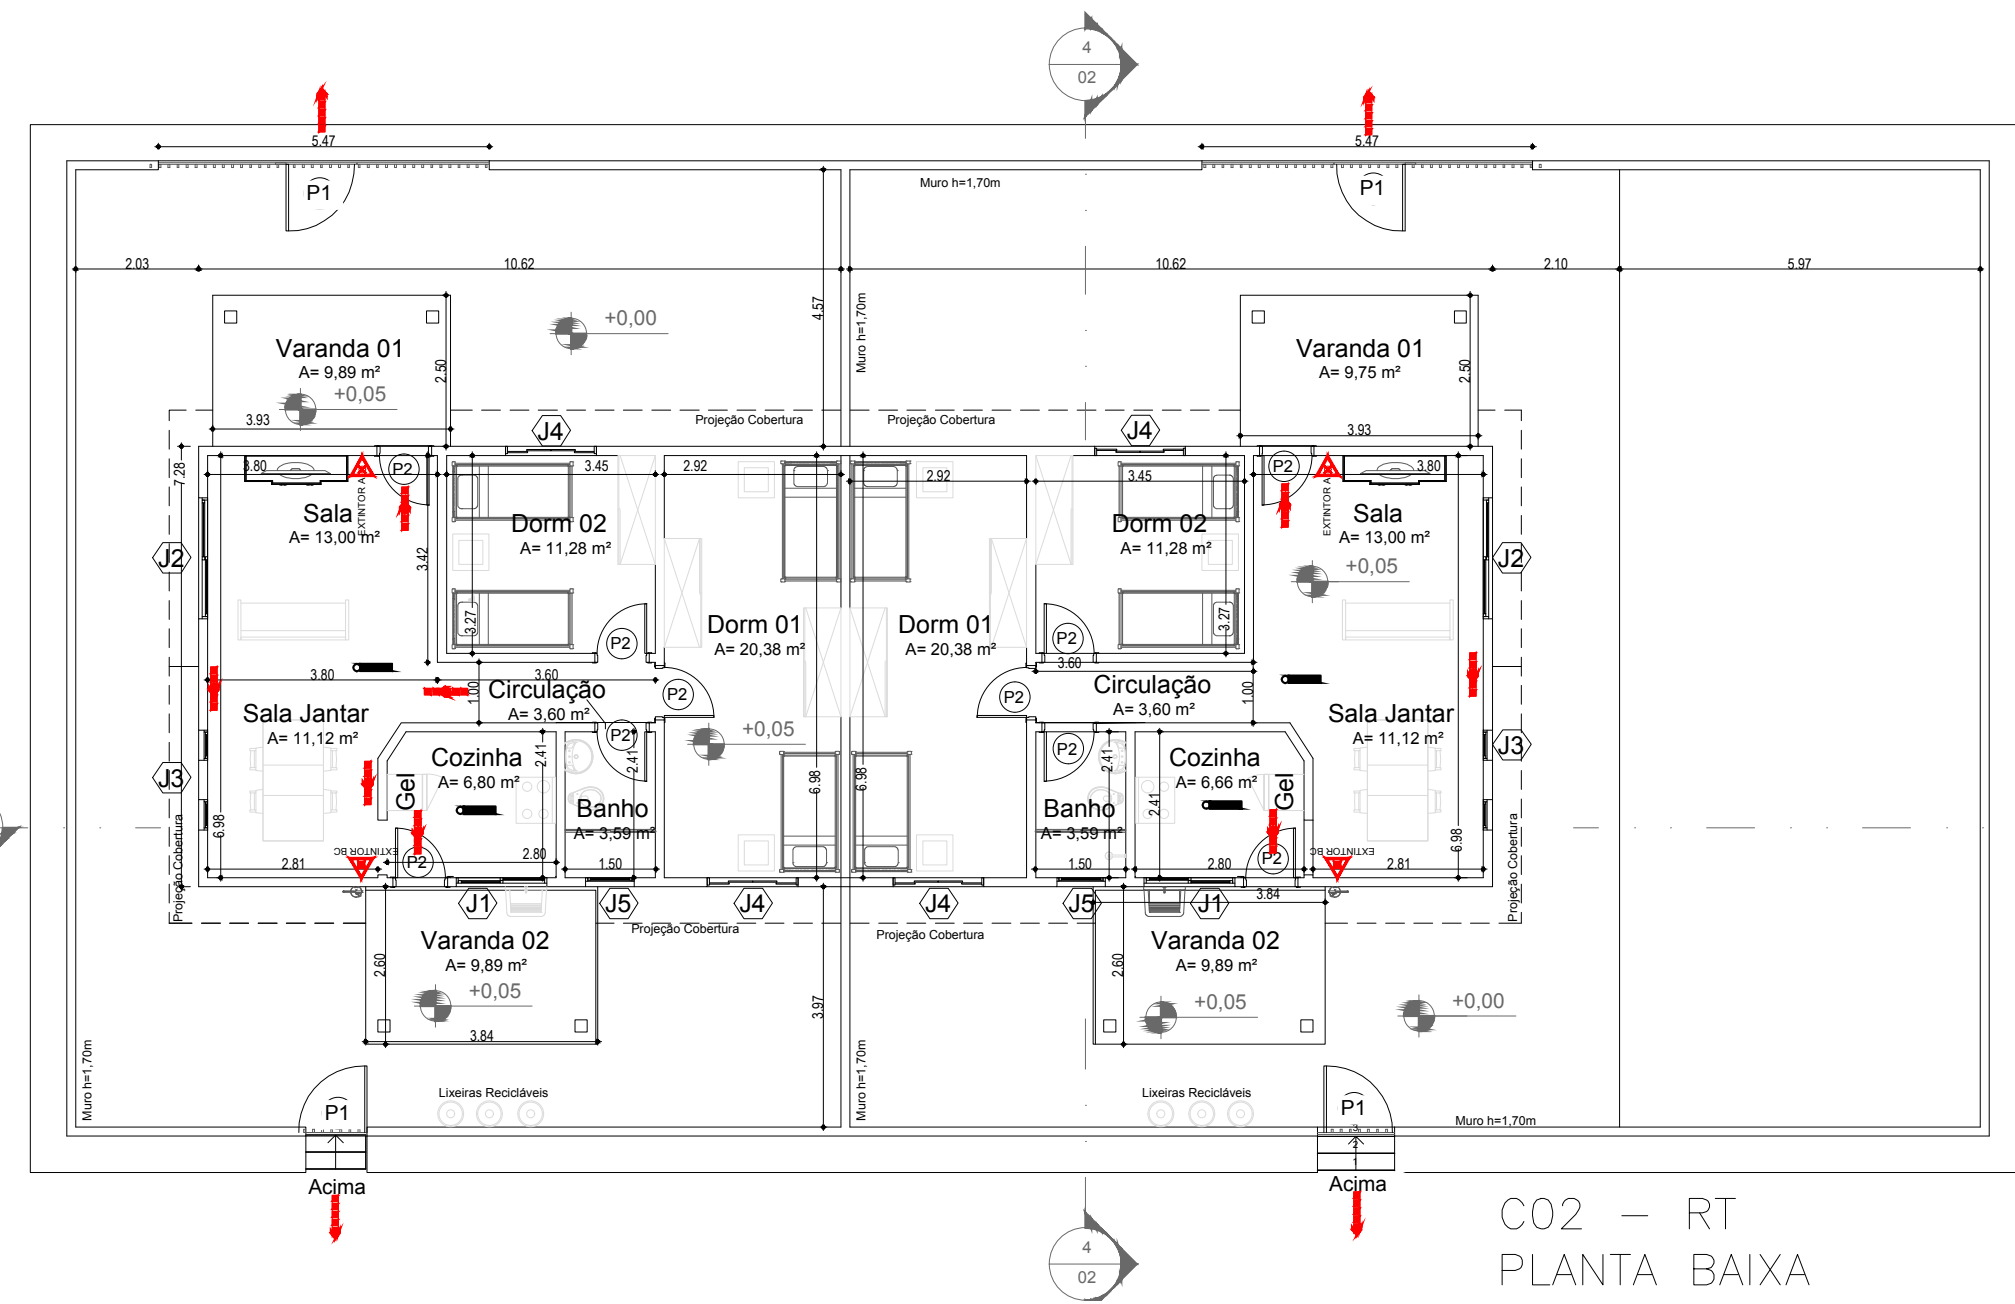 4
02
5.47
5.47
P1
Muro h=1,70m
P1
2.03
10.62
10.62
2.10
5.97
4.57
Muro h=1,70m
+0,00
Varanda 01
A= 9,89 m²
+0,05
2.50
3.93
Varanda 01
A= 9,75 m²
2.50
3.93
Projeção Cobertura
Projeção Cobertura
J4
J4
7.28
3.80
EXTINTOR A
P2
3.45
2.92
2.92
3.45
P2
EXTINTOR A
3.80
Sala
A= 13,00 m²
Dorm 02
A= 11,28 m²
Dorm 02
A= 11,28 m²
Sala
A= 13,00 m²
J2
3.42
+0,05
J2
3.27
3.27
P2
P2
Dorm 01
A= 20,38 m²
Dorm 01
A= 20,38 m²
3.80
3.60
3.60
1.00
Circulação
A= 3,60 m²
P2
P2
Circulação
A= 3,60 m²
1.00
Sala Jantar
A= 11,12 m²
Sala Jantar
A= 11,12 m²
P2
+0,05
P2
J3
J3
Cozinha
A= 6,80 m²
2.41
2.41
Cozinha
A= 6,66 m²
2.41
2.41
Gel
Gel
6.98
6.98
6.98
6.98
Banho
A= 3,59 m²
Banho
A= 3,59 m²
EXTINTOR BC
EXTINTOR BC
P2
P2
2.81
2.80
1.50
1.50
2.80
2.81
Projeção Cobertura
Projeção Cobertura
J1
J5
J4
J4
J5
J1
3.84
Projeção Cobertura
Projeção Cobertura
Varanda 02
A= 9,89 m²
+0,05
2.60
3.84
3.97
Varanda 02
A= 9,89 m²
+0,05
2.60
+0,00
Muro h=1,70m
Muro h=1,70m
Lixeiras Recicláveis
Lixeiras Recicláveis
P1
P1
Muro h=1,70m
3
2
1
Acima
Acima
4
02
C02 – RT
PLANTA BAIXA